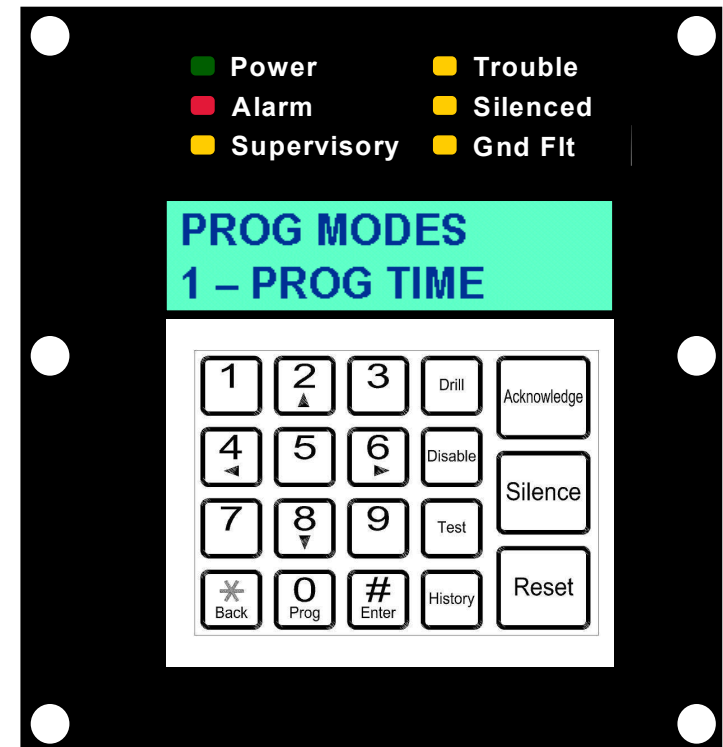 Power Trouble
Alarm Silenced
Supervisory Gnd Flt
PROG MODES
1 – PROG TIME
1 2 3 Drill Acknowledge
4 5 6 Disable
Silence
7 8 9 Test
* 0 # History Reset
Back Prog Enter